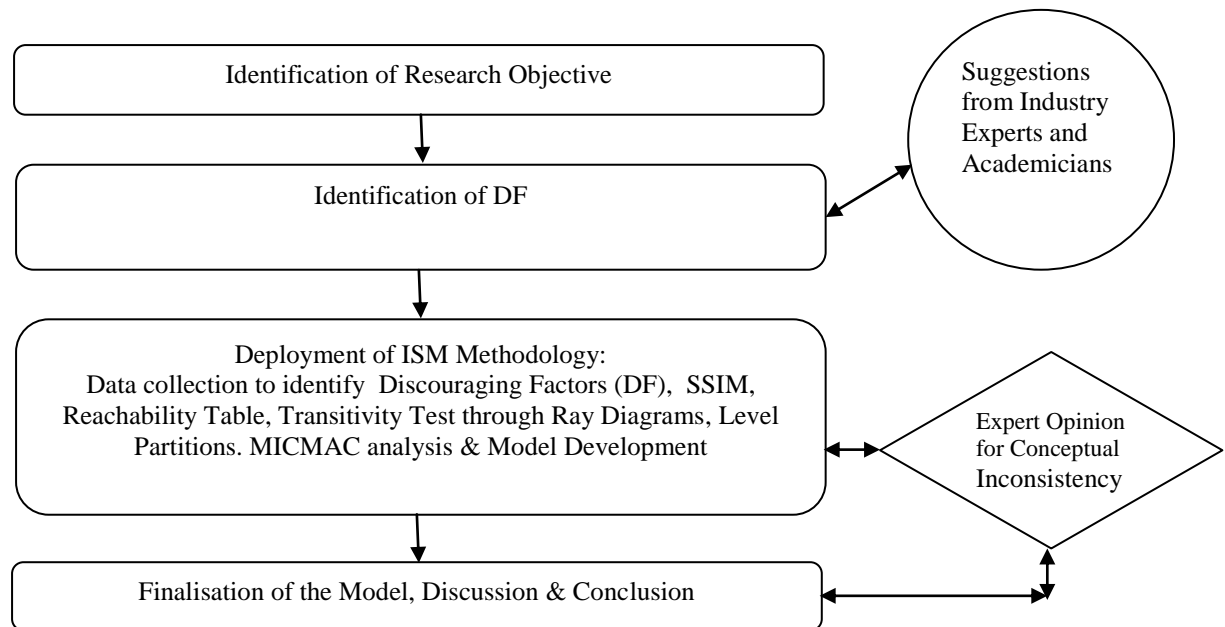 Identification of Research Objective
Suggestions
from Industry
Experts and
Academicians
Identification of DF
Deployment of ISM Methodology:
Data collection to identify Discouraging Factors (DF), SSIM,
Reachability Table, Transitivity Test through Ray Diagrams, Level
Partitions. MICMAC analysis & Model Development
Expert Opinion
for Conceptual
Inconsistency
Finalisation of the Model, Discussion & Conclusion